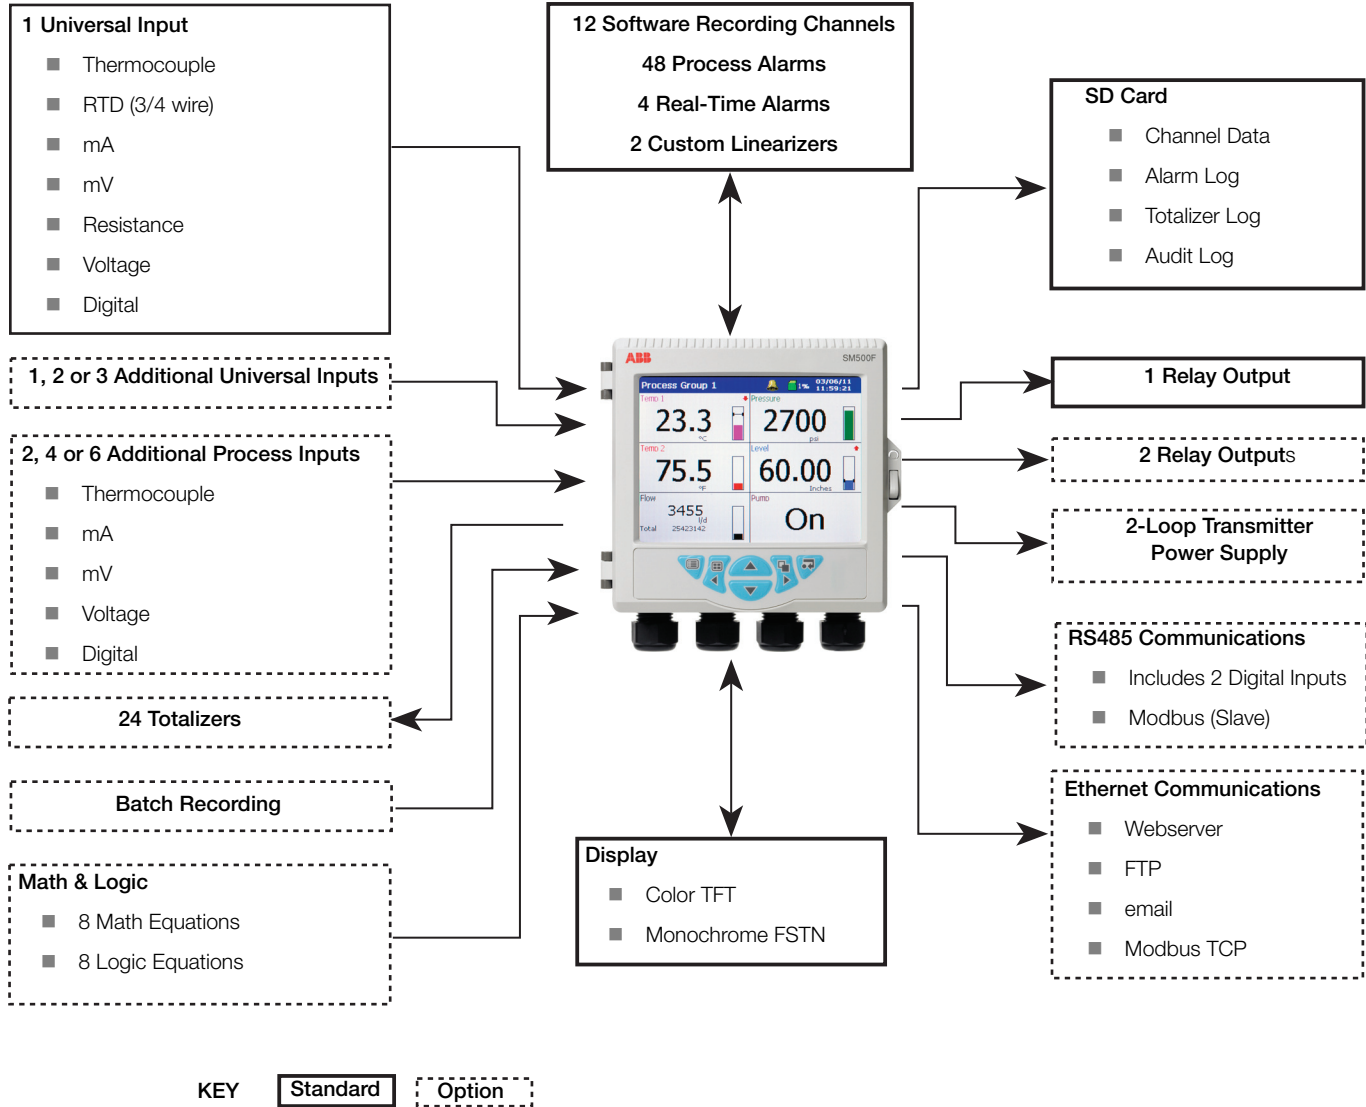 1 Universal Input
Thermocouple
RTD (3/4 wire)
mA
mV
Resistance
Voltage
Digital
12 Software Recording Channels
48 Process Alarms
4 Real-Time Alarms
2 Custom Linearizers
SD Card
Channel Data
Alarm Log
Totalizer Log
Audit Log
1, 2 or 3 Additional Universal Inputs
2, 4 or 6 Additional Process Inputs
Thermocouple
mA
mV
Voltage
Digital
24 Totalizers
Batch Recording
Math & Logic
8 Math Equations
8 Logic Equations
ABB
SM500F
Process Group 1
1%
03/06/11
11:59:21
Temp 1
23.3
°C
Pressure
2700
psi
Temp 2
75.5
°F
Level
60.00
Inches
Flow
3455
l/d
Total 25423142
Pump
On
Display
Color TFT
Monochrome FSTN
1 Relay Output
2 Relay Outputs
2-Loop Transmitter
Power Supply
RS485 Communications
Includes 2 Digital Inputs
Modbus (Slave)
Ethernet Communications
Webserver
FTP
email
Modbus TCP
KEY
Standard
Option